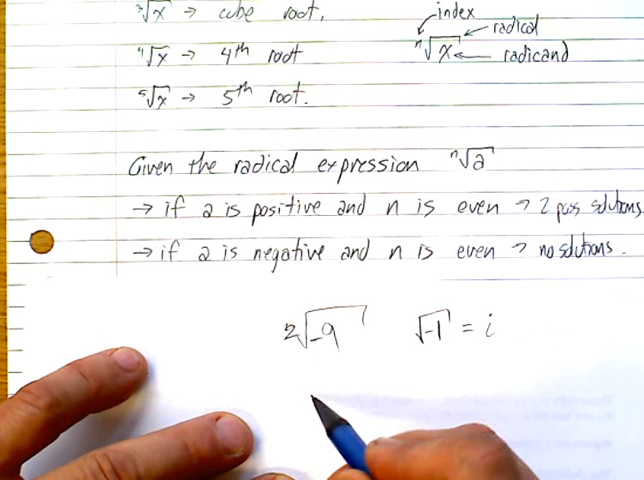 ³√x → cube root.
index
radical
ⁿ√x ← radicand
⁴√x → 4th root
⁵√x → 5th root.
Given the radical expression ⁿ√a
→ if a is positive and n is even → 2 poss solutions.
→ if a is negative and n is even → no solutions.
²√-9 √-1 = i